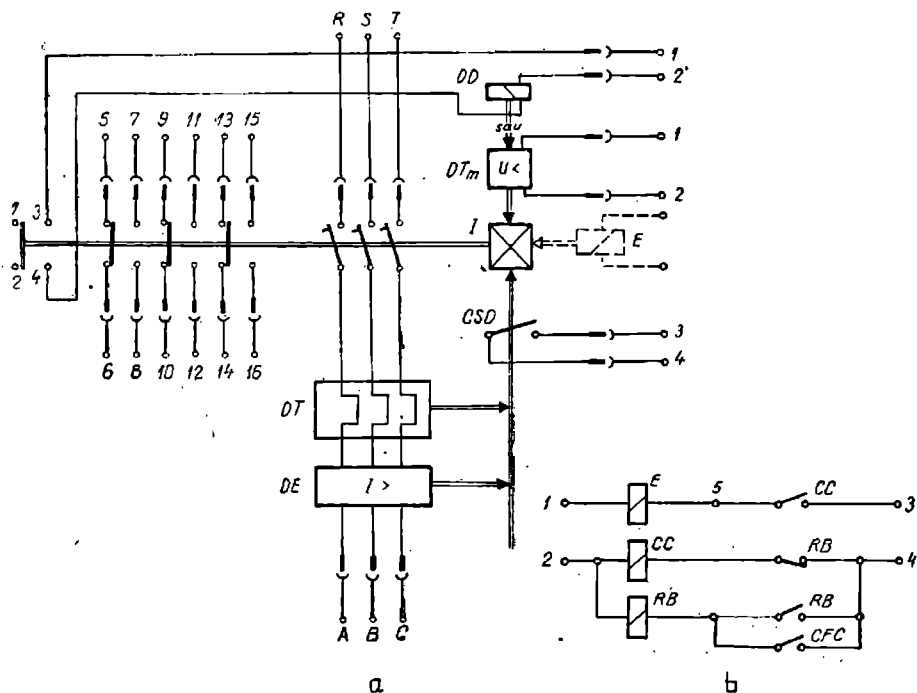 R S T
1
DD
2'
sau
5 7 9 11 13 15
1
DTm
U <
2
1 3
I
E
2 4
CSD
3
4
6 8 10 12 14 16
DT
DE
I >
A B C
a
1 E 5 CC 3
2 CC RB 4
RB RB
CFC
b